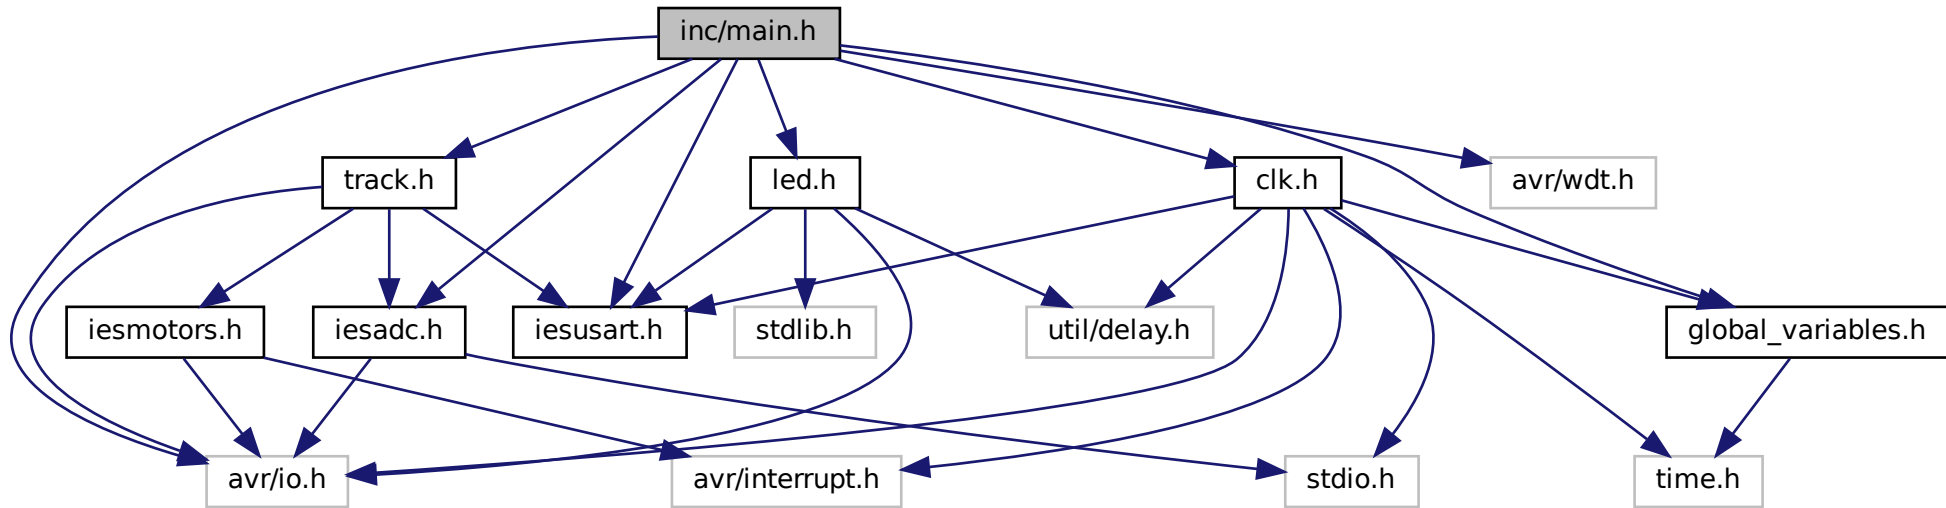 inc/main.h
track.h
led.h
clk.h
avr/wdt.h
iesmotors.h
iesadc.h
iesusart.h
stdlib.h
util/delay.h
global_variables.h
avr/io.h
avr/interrupt.h
stdio.h
time.h